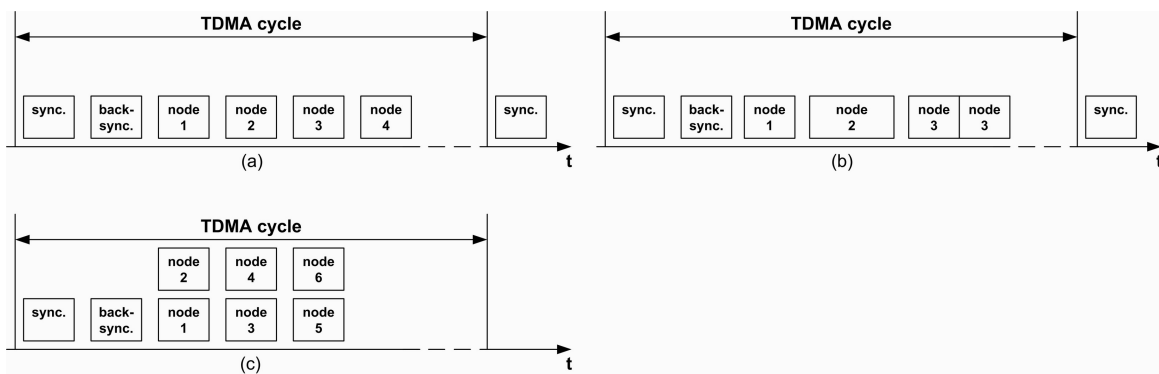 TDMA cycle
TDMA cycle
sync.
back-
sync.
node
1
node
2
node
3
node
4
sync.
sync.
back-
sync.
node
1
node
2
node
3
node
3
sync.
(a)
t
(b)
t
TDMA cycle
node
2
node
4
node
6
sync.
back-
sync.
node
1
node
3
node
5
(c)
t